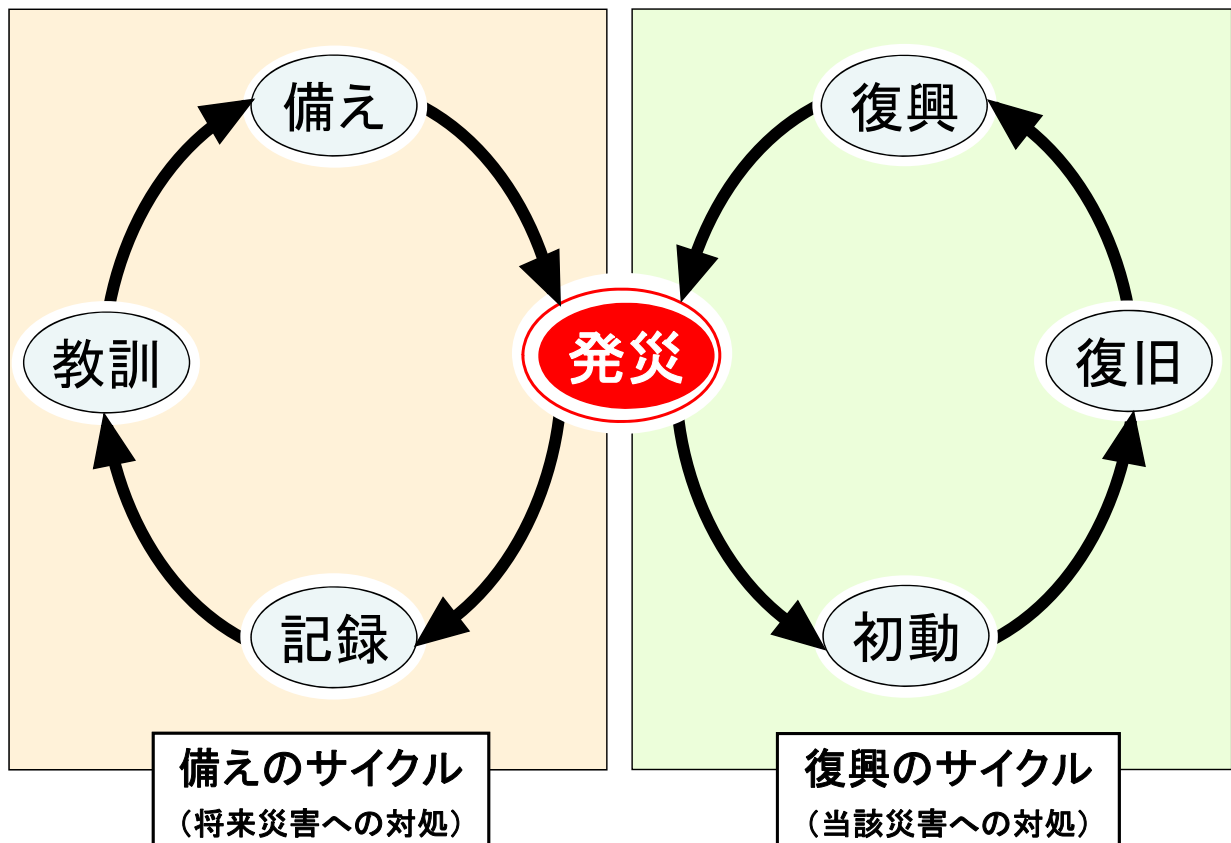 備え
復興
発災
教訓
復旧
記録
初動
備えのサイクル
（将来災害への対処）
復興のサイクル
（当該災害への対処）